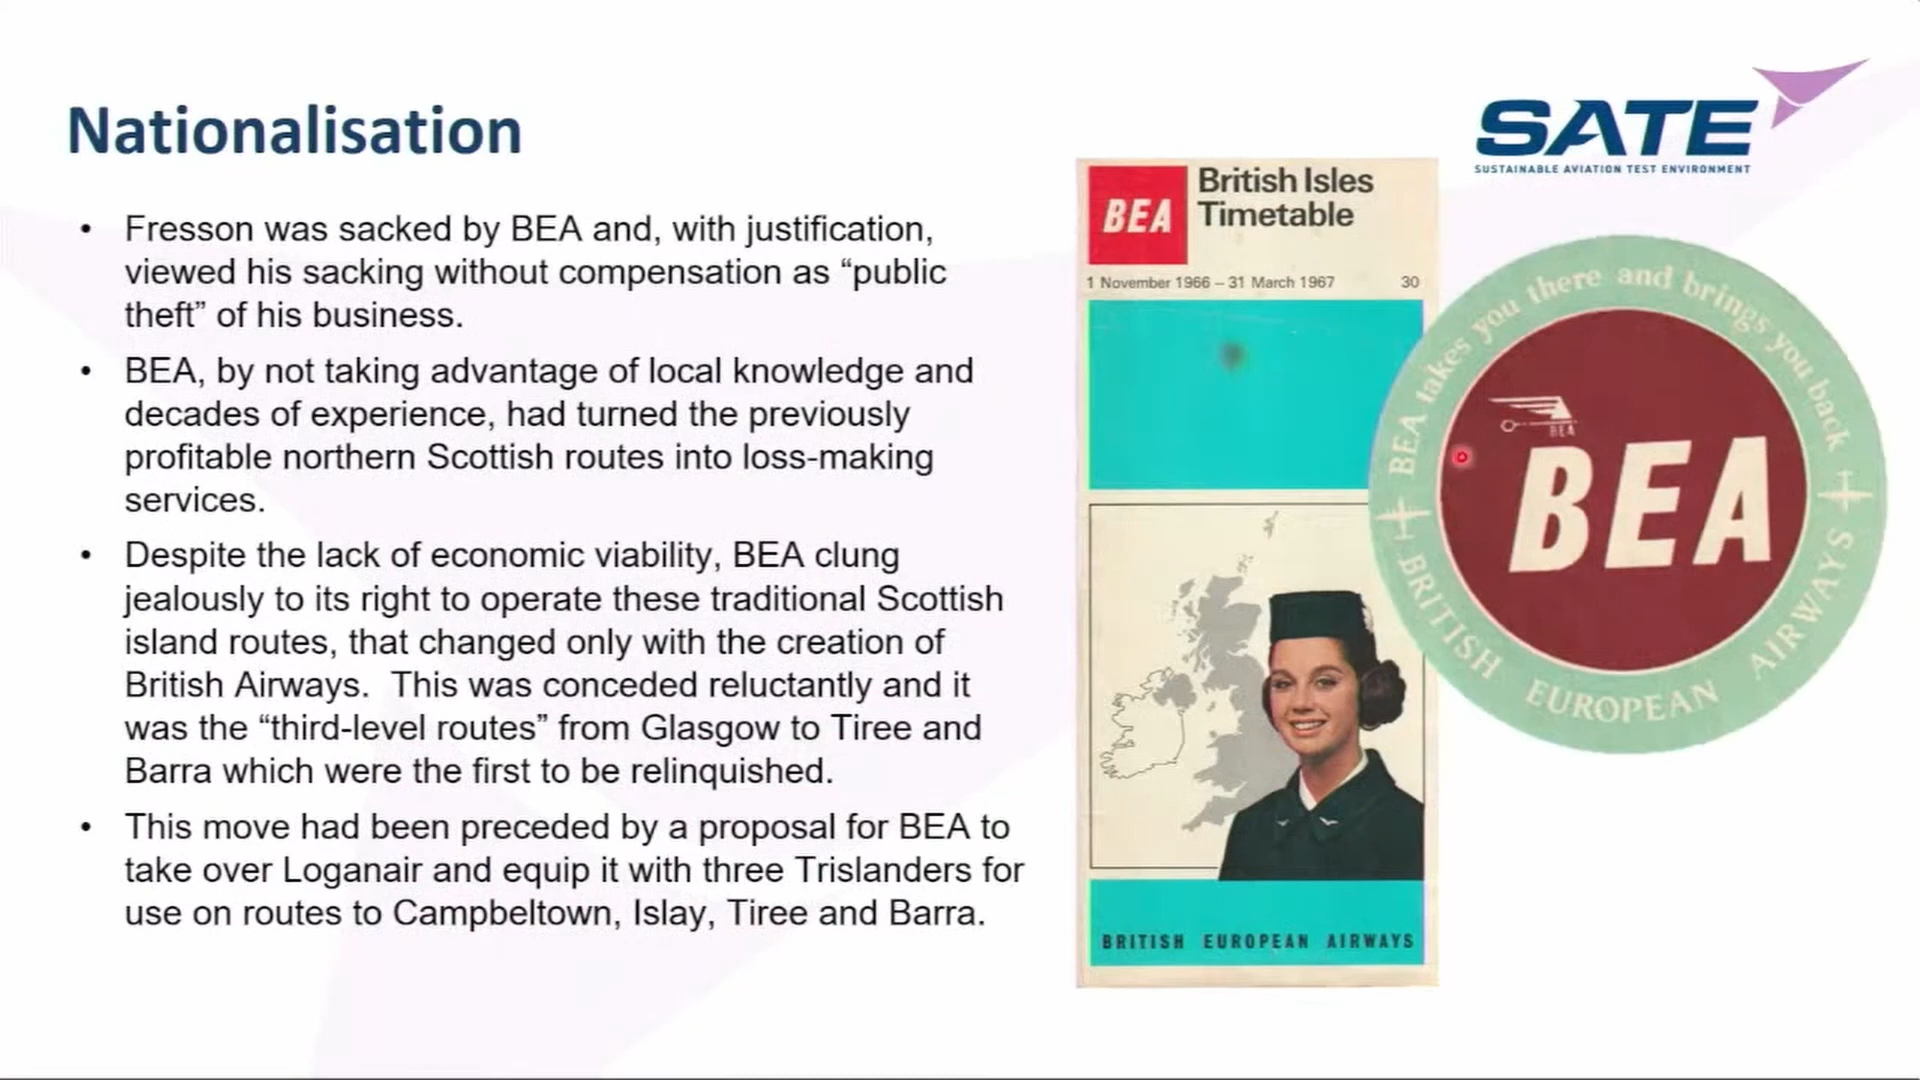 Nationalisation
SATE
SUSTAINABLE AVIATION TEST ENVIRONMENT
• Fresson was sacked by BEA and, with justification,
viewed his sacking without compensation as “public
theft” of his business.
• BEA, by not taking advantage of local knowledge and
decades of experience, had turned the previously
profitable northern Scottish routes into loss-making
services.
• Despite the lack of economic viability, BEA clung
jealously to its right to operate these traditional Scottish
island routes, that changed only with the creation of
British Airways.  This was conceded reluctantly and it
was the “third-level routes” from Glasgow to Tiree and
Barra which were the first to be relinquished.
• This move had been preceded by a proposal for BEA to
take over Loganair and equip it with three Trislanders for
use on routes to Campbeltown, Islay, Tiree and Barra.
BEA
British Isles
Timetable
1 November 1966 – 31 March 1967 30
BRITISH EUROPEAN AIRWAYS
BEA takes you there and brings you back
BEA
BEA
BRITISH EUROPEAN AIRWAYS